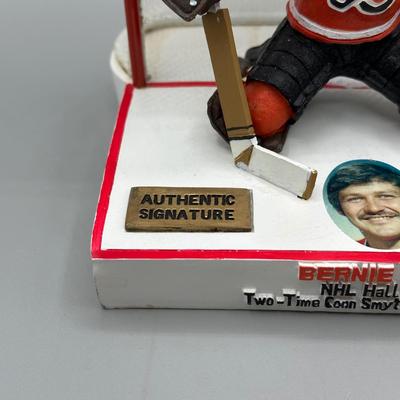 AUTHENTIC
SIGNATURE
BERNIE
NHL Hall
Two-Time Conn Smyt